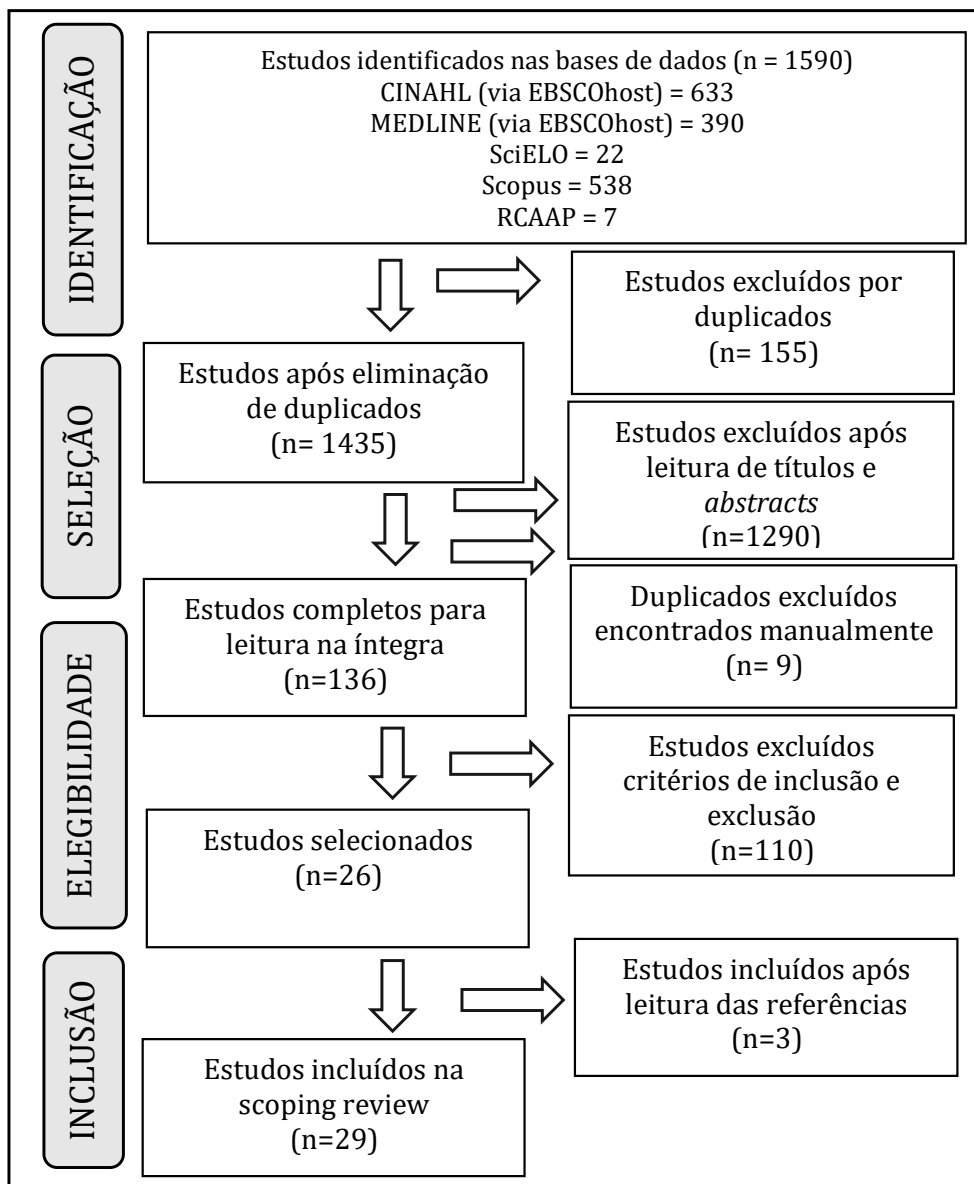 IDENTIFICAÇÃO
Estudos identificados nas bases de dados (n = 1590)
CINAHL (via EBSCOhost) = 633
MEDLINE (via EBSCOhost) = 390
SciELO = 22
Scopus = 538
RCAAP = 7
Estudos excluídos por
duplicados
(n= 155)
SELEÇÃO
Estudos após eliminação
de duplicados
(n= 1435)
Estudos excluídos após
leitura de títulos e
abstracts
(n=1290)
Estudos completos para
leitura na íntegra
(n=136)
Duplicados excluídos
encontrados manualmente
(n= 9)
ELEGIBILIDADE
Estudos excluídos
critérios de inclusão e
exclusão
(n=110)
Estudos selecionados
(n=26)
INCLUSÃO
Estudos incluídos após
leitura das referências
(n=3)
Estudos incluídos na
scoping review
(n=29)